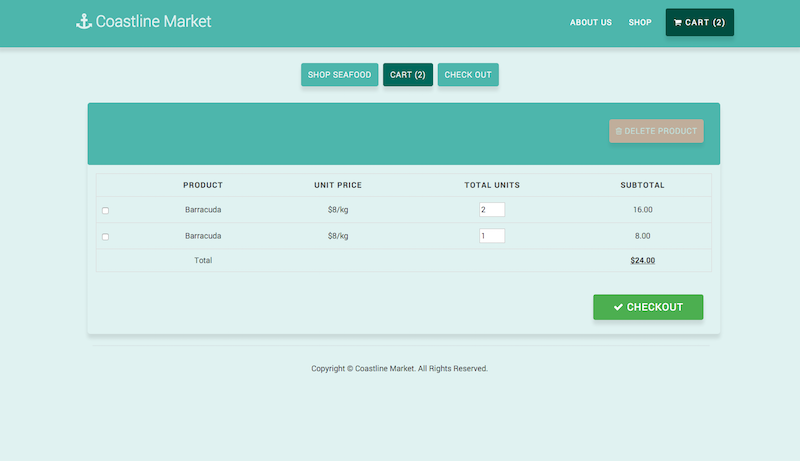 Coastline Market
ABOUT US SHOP CART (2)
SHOP SEAFOOD CART (2) CHECK OUT
DELETE PRODUCT
PRODUCT UNIT PRICE TOTAL UNITS SUBTOTAL
Barracuda $8/kg 2 16.00
Barracuda $8/kg 1 8.00
Total $24.00
CHECKOUT
Copyright © Coastline Market. All Rights Reserved.